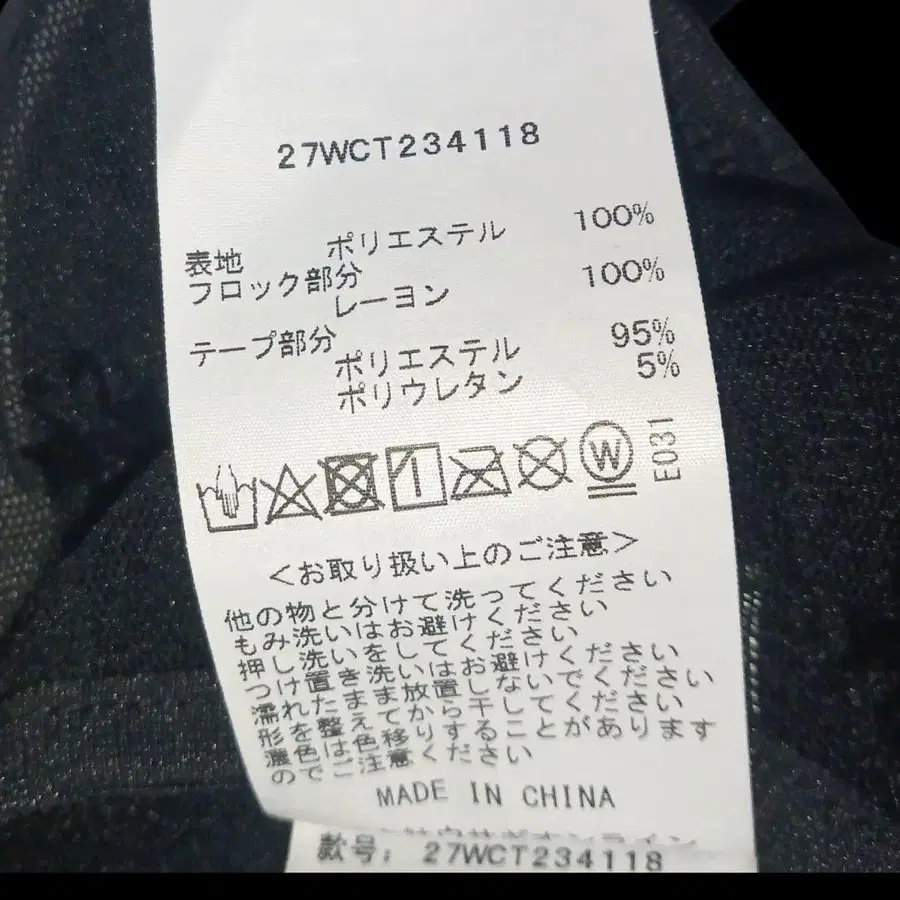 27WCT234118
表地 ポリエステル 100%
フロック部分
レーヨン 100%
テープ部分
ポリエステル 95%
ポリウレタン 5%
W
E031
<お取り扱い上のご注意>
他の物と分けて洗ってください
もみ洗いはお避けください
押し洗いをしてください
つけ置き洗いはお避けください
濡れたまま放置しないでください
形を整えてから干してください
濃色は色移りすることがあります
のでご注意ください
MADE IN CHINA
款号: 27WCT234118